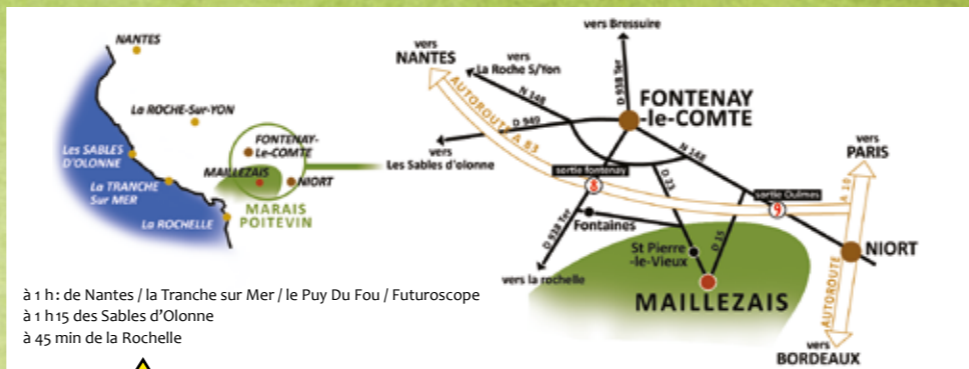 NANTES
La ROCHE-Sur-YON
FONTENAY-
Le-COMTE
Les SABLES
D'OLONNE
MAILLEZAIS
NIORT
La TRANCHE
Sur MER
MARAIS
POITEVIN
La ROCHELLE
à 1 h : de Nantes / la Tranche sur Mer / le Puy Du Fou / Futuroscope
à 1 h 15 des Sables d'Olonne
à 45 min de la Rochelle
vers Bressuire
vers
NANTES
vers
La Roche S/Yon
D 938 Ter
N 148
AUTOROUTE A 83
FONTENAY
-le-COMTE
D 949
vers
Les Sables d'olonne
N 148
vers
PARIS
sortie fontenay
8
D 23
sortie Oulmes
9
A 10
Fontaines
D 938 Ter
D 15
St Pierre
-le-Vieux
NIORT
vers la rochelle
MAILLEZAIS
AUTOROUTE
vers
BORDEAUX